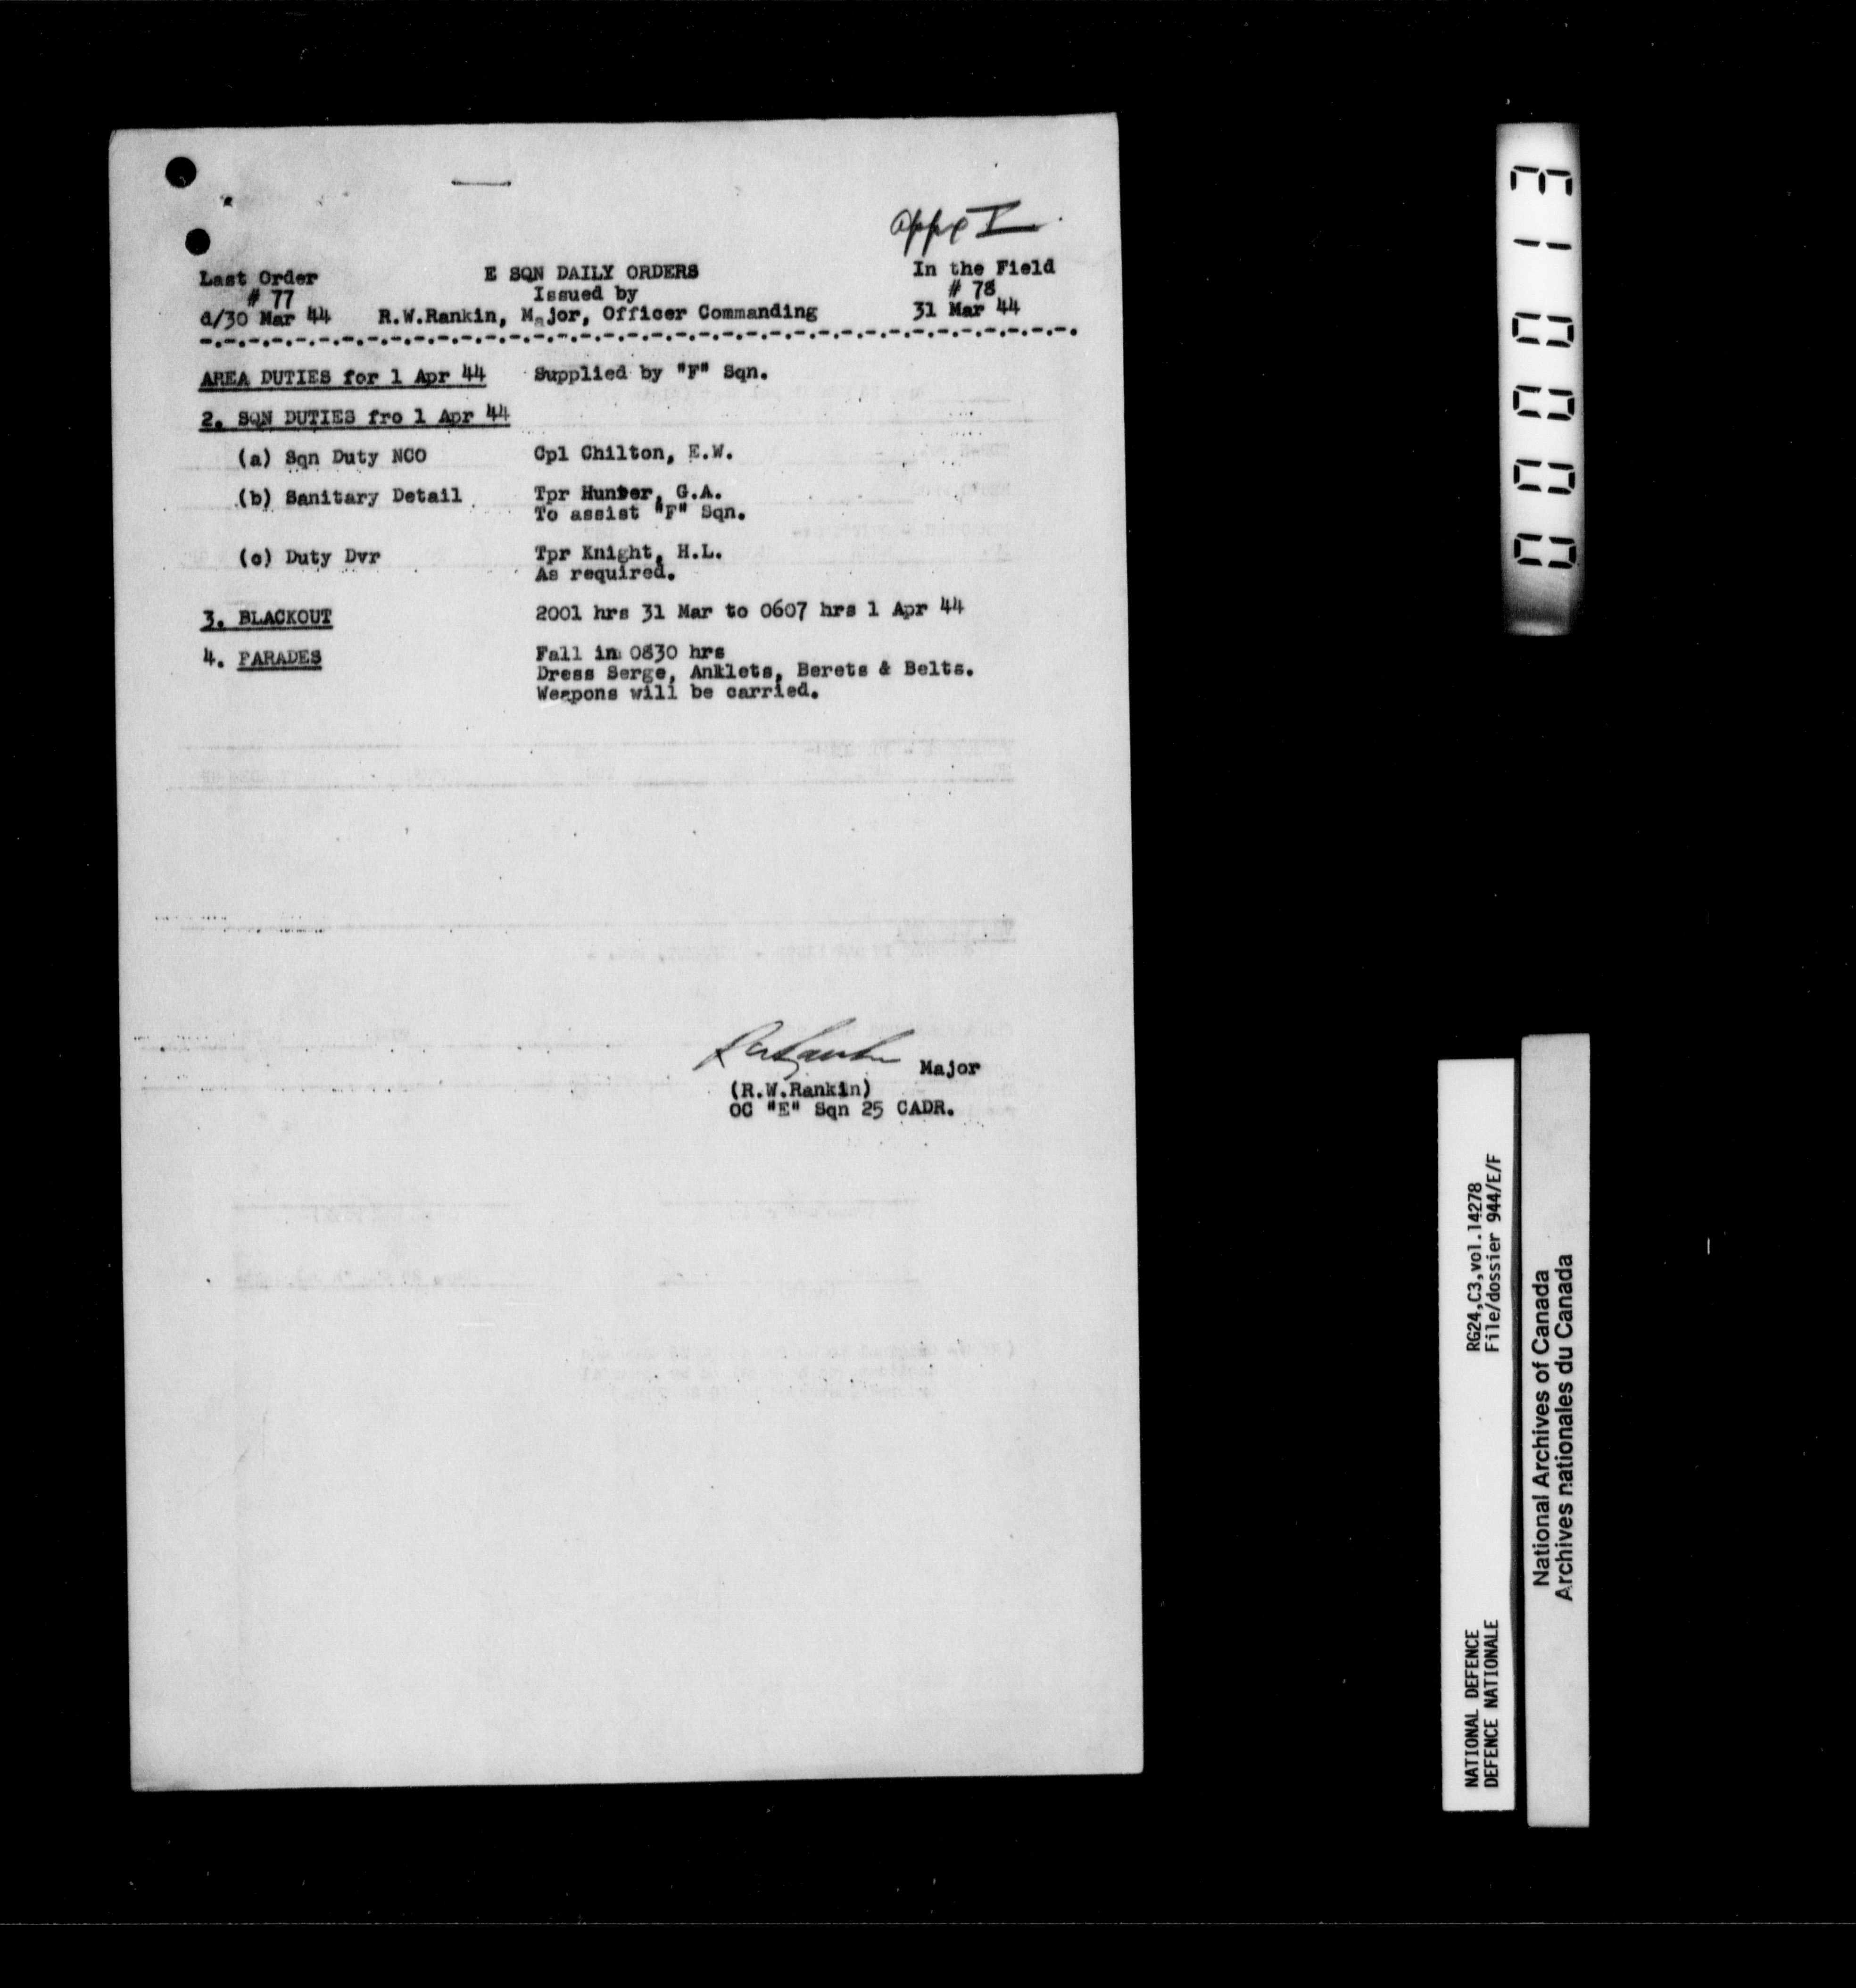 Appx I
Last Order E SQN DAILY ORDERS In the Field
# 77 Issued by # 78
d/30 Mar 44 R.W.Rankin, Major, Officer Commanding 31 Mar 44
AREA DUTIES for 1 Apr 44 Supplied by "F" Sqn.
2. SQN DUTIES fro 1 Apr 44
(a) Sqn Duty NCO Cpl Chilton, E.W.
(b) Sanitary Detail Tpr Hunter, G.A.
To assist "F" Sqn.
(c) Duty Dvr Tpr Knight, H.L.
As required.
3. BLACKOUT 2001 hrs 31 Mar to 0607 hrs 1 Apr 44
4. PARADES Fall in 0830 hrs
Dress Serge, Anklets, Berets & Belts.
Weapons will be carried.
RWRankin Major
(R.W.Rankin)
OC "E" Sqn 25 CADR.
000013
NATIONAL DEFENCE RG24,C3,vol.14278
DEFENCE NATIONALE File/dossier 944/E/F
National Archives of Canada
Archives nationales du Canada